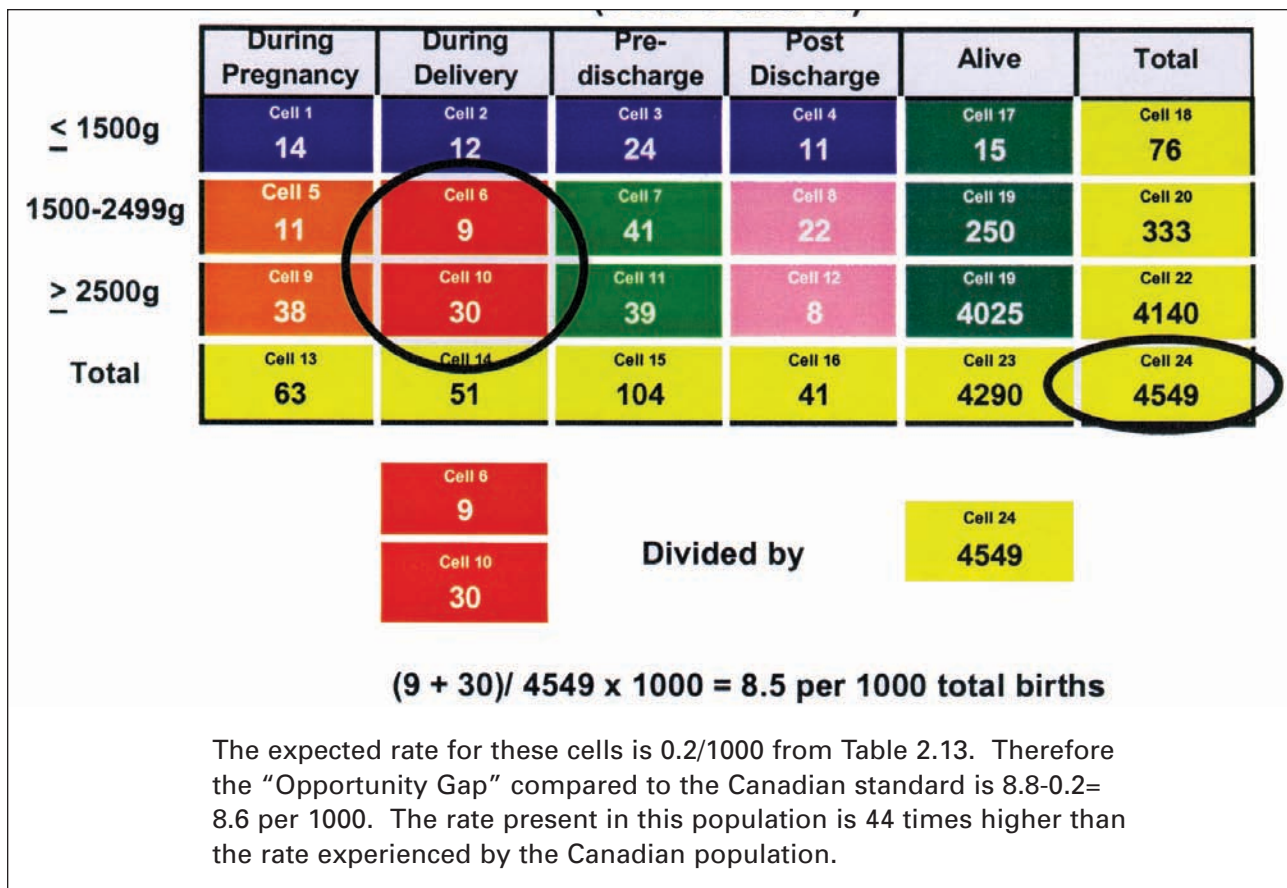 During Pregnancy During Delivery Pre-discharge Post Discharge Alive Total
≤ 1500g Cell 1 14 Cell 2 12 Cell 3 24 Cell 4 11 Cell 17 15 Cell 18 76
1500-2499g Cell 5 11 Cell 6 9 Cell 7 41 Cell 8 22 Cell 19 250 Cell 20 333
≥ 2500g Cell 9 38 Cell 10 30 Cell 11 39 Cell 12 8 Cell 19 4025 Cell 22 4140
Total Cell 13 63 Cell 14 51 Cell 15 104 Cell 16 41 Cell 23 4290 Cell 24 4549
Cell 6
9
Cell 10
30
Divided by
Cell 24
4549
(9 + 30)/ 4549 x 1000 = 8.5 per 1000 total births
The expected rate for these cells is 0.2/1000 from Table 2.13. Therefore
the “Opportunity Gap” compared to the Canadian standard is 8.8-0.2=
8.6 per 1000. The rate present in this population is 44 times higher than
the rate experienced by the Canadian population.